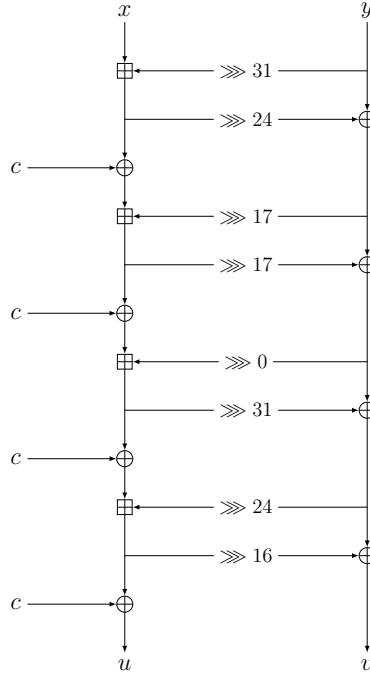 x y
⋙ 31
⋙ 24
c
⋙ 17
⋙ 17
c
⋙ 0
⋙ 31
c
⋙ 24
⋙ 16
c
u v